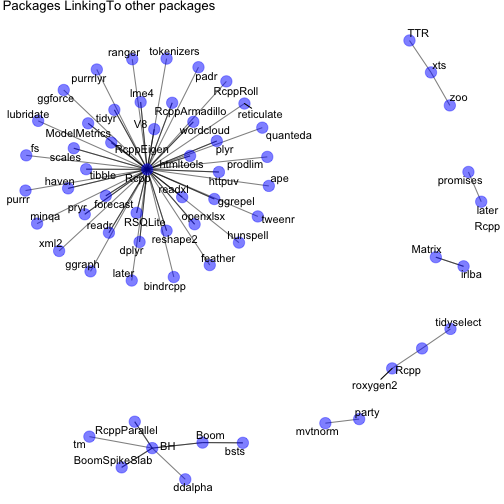 Packages LinkingTo other packages
TTR
xts
zoo
ranger
tokenizers
purrrlyr
padr
ggforce
lme4
RcppRoll
lubridate
tidyr
V8
RcppArmadillo
reticulate
ModelMetrics
wordcloud
quanteda
fs
scales
RcppEigen
plyr
haven
tibble
Rcpp
htmltools
prodlim
httpuv
ape
purrr
pryr
forecast
readxl
ggrepel
minqa
readr
RSQLite
openxlsx
tweenr
xml2
dplyr
reshape2
hunspell
ggraph
later
bindrcpp
feather
promises
later
Rcpp
Matrix
irlba
tidyselect
Rcpp
roxygen2
party
mvtnorm
RcppParallel
tm
BH
Boom
bsts
BoomSpikeSlab
ddalpha